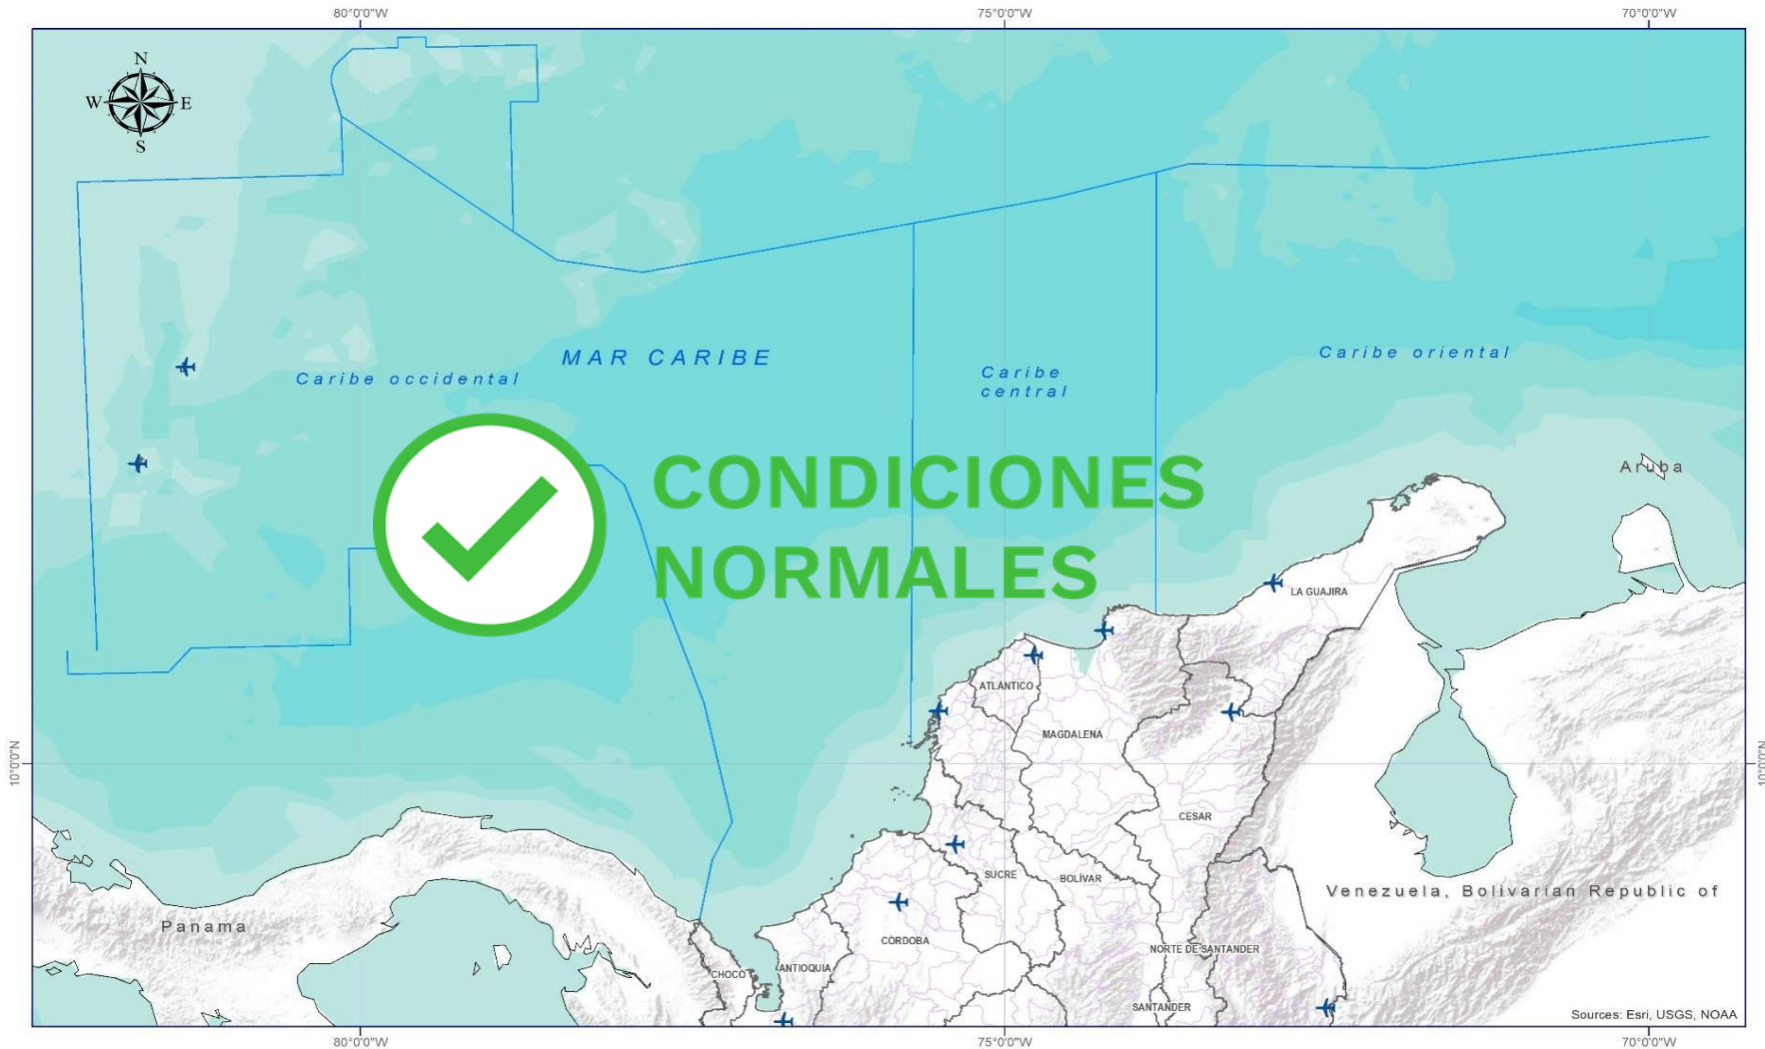 80°0'0"W
75°0'0"W
70°0'0"W
N
W
E
S
MAR CARIBE
Caribe occidental
Caribe
central
Caribe oriental
CONDICIONES
NORMALES
Aruba
LA GUAJIRA
ATLANTICO
MAGDALENA
10°0'0"N
10°0'0"N
CESAR
SUCRE
BOLÍVAR
Venezuela, Bolivarian Republic of
Panama
CÓRDOBA
NORTE DE SANTANDER
CHOCO
ANTIOQUIA
SANTANDER
Sources: Esri, USGS, NOAA
80°0'0"W
75°0'0"W
70°0'0"W